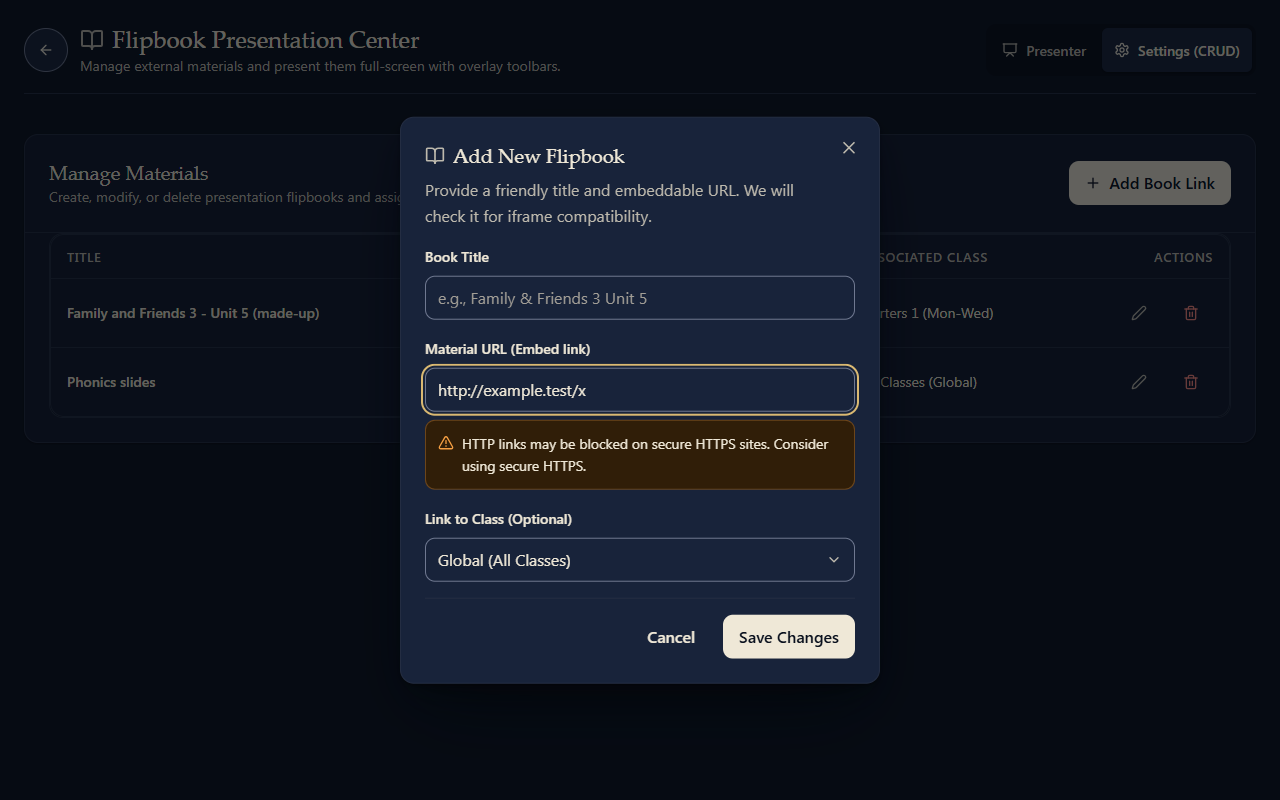 Flipbook Presentation Center
Manage external materials and present them full-screen with overlay toolbars.
Presenter
Settings (CRUD)
Manage Materials
Create, modify, or delete presentation flipbooks and
Add Book Link
TITLE
ACTIONS
Family and Friends 3 - Unit 5 (made-up)
1 (Mon-Wed)
Phonics slides
Classes (Global)
Add New Flipbook
Provide a friendly title and embeddable URL. We will
check it for iframe compatibility.
Book Title
e.g., Family & Friends 3 Unit 5
Material URL (Embed link)
http://example.test/x
HTTP links may be blocked on secure HTTPS sites. Consider
using secure HTTPS.
Link to Class (Optional)
Global (All Classes)
Cancel
Save Changes